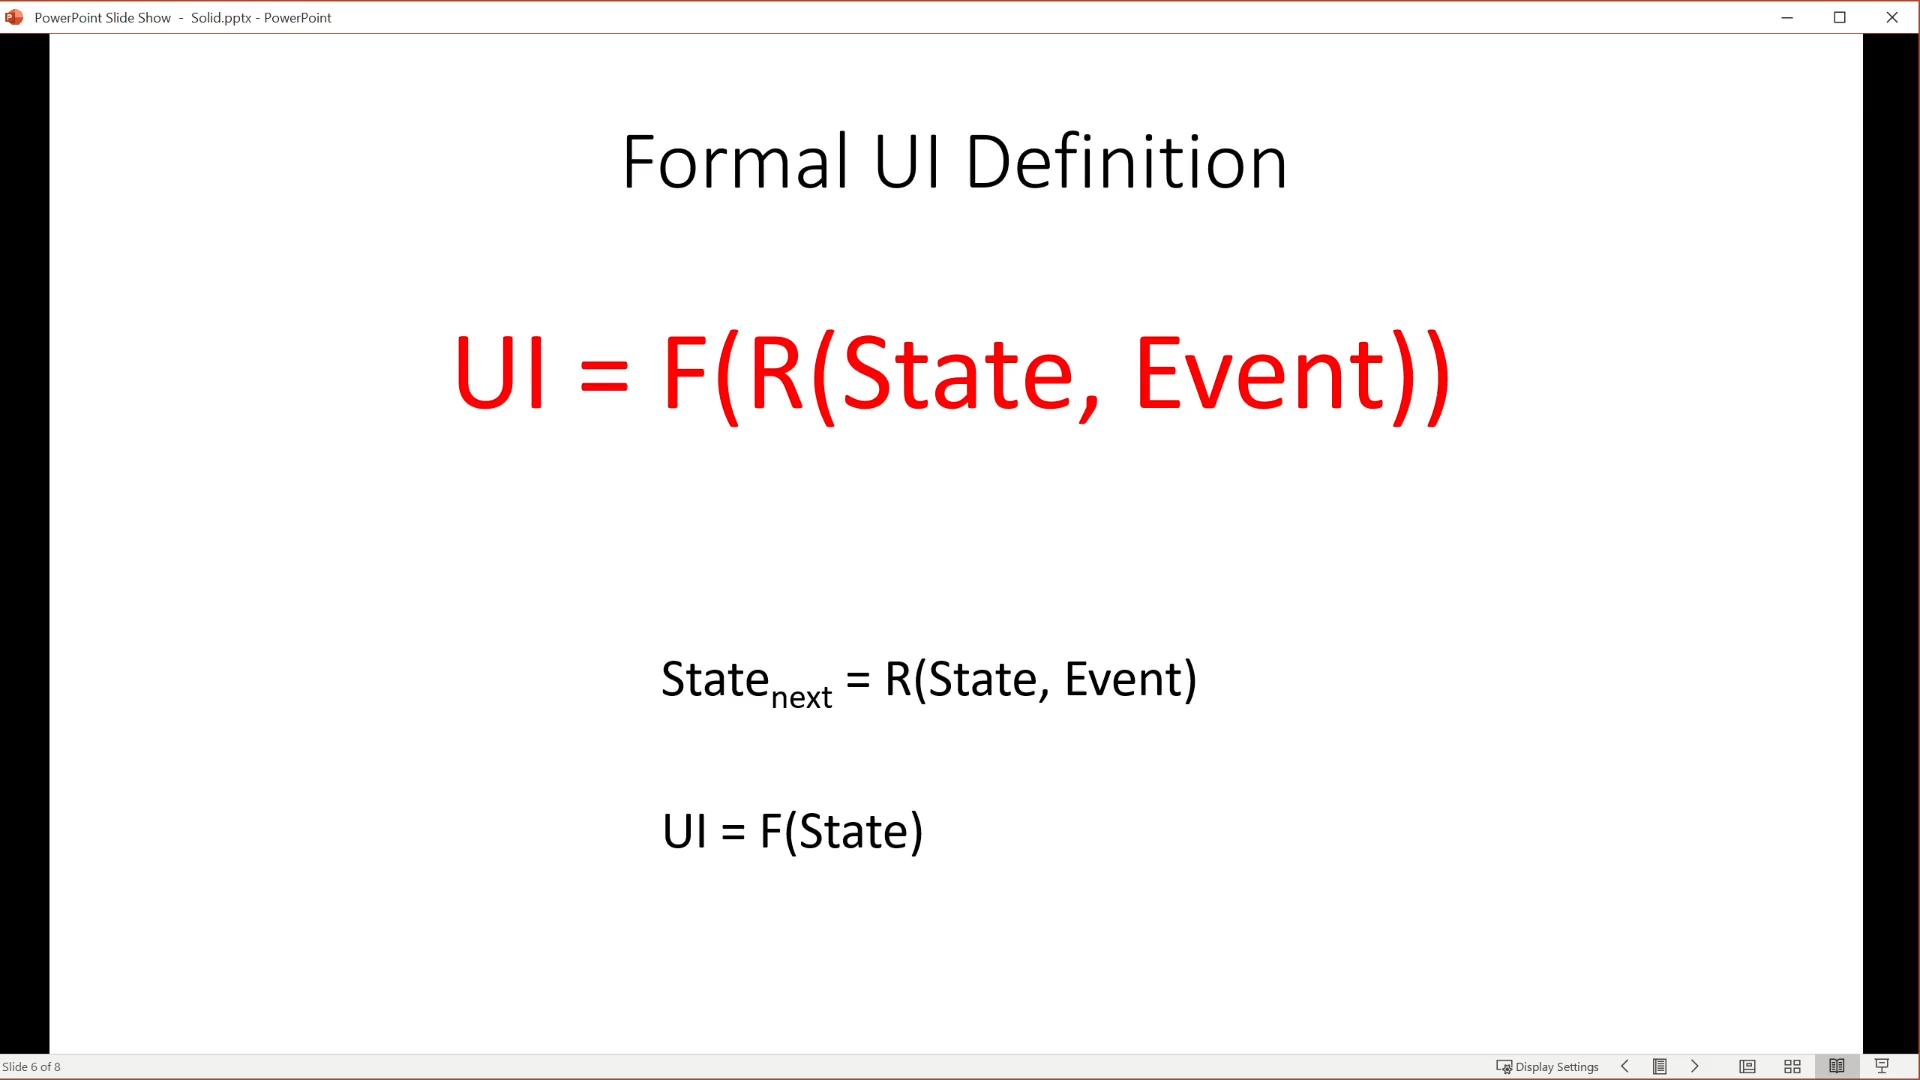 PowerPoint Slide Show - Solid.pptx - PowerPoint
Formal UI Definition
UI = F(R(State, Event))
State_next = R(State, Event)
UI = F(State)
Slide 6 of 8
Display Settings